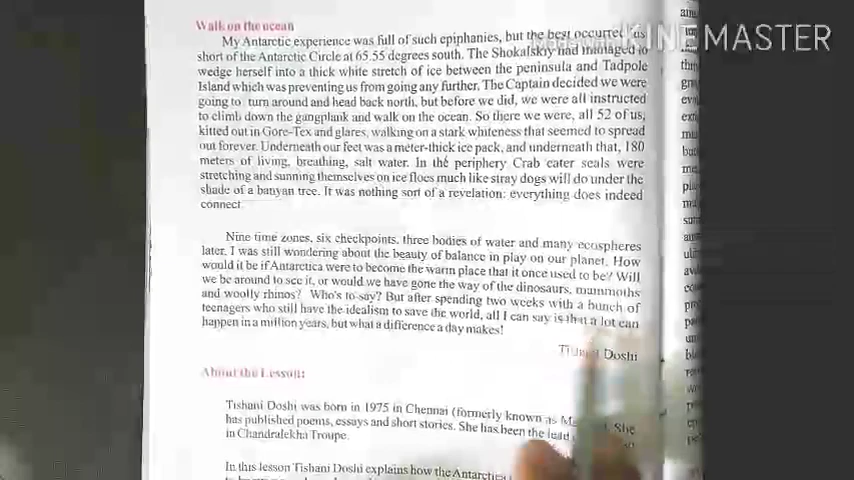 Walk on the ocean
My Antarctic experience was full of such epiphanies, but the best occurred
short of the Antarctic Circle at 65.55 degrees south. The Shokalskiy had managed to
wedge herself into a thick white stretch of ice between the peninsula and Tadpole
Island which was preventing us from going any further. The Captain decided we were
going to turn around and head back north, but before we did, we were all instructed
to climb down the gangplank and walk on the ocean. So there we were, all 52 of us,
kitted out in Gore-Tex and glares, walking on a stark whiteness that seemed to spread
out forever. Underneath our feet was a meter-thick ice pack, and underneath that, 180
meters of living, breathing, salt water. In the periphery Crab eater seals were
stretching and sunning themselves on ice floes much like stray dogs will do under the
shade of a banyan tree. It was nothing sort of a revelation: everything does indeed
connect
Nine time zones, six checkpoints, three bodies of water and many ecospheres
later, I was still wondering about the beauty of balance in play on our planet. How
would it be if Antarctica were to become the warm place that it once used to be? Will
we be around to see it, or would we have gone the way of the dinosaurs, mammoths
and woolly rhinos? Who's to say? But after spending two weeks with a bunch of
teenagers who still have the idealism to save the world, all I can say is that a lot can
happen in a million years, but what a difference a day makes!
Tishani Doshi
About the Lesson:
Tishani Doshi was born in 1975 in Chennai (formerly known as She
has published poems, essays and short stories. She has been the lead
in Chandralekha Troupe.
In this lesson Tishani Doshi explains how the Antarctica
KINEMASTER